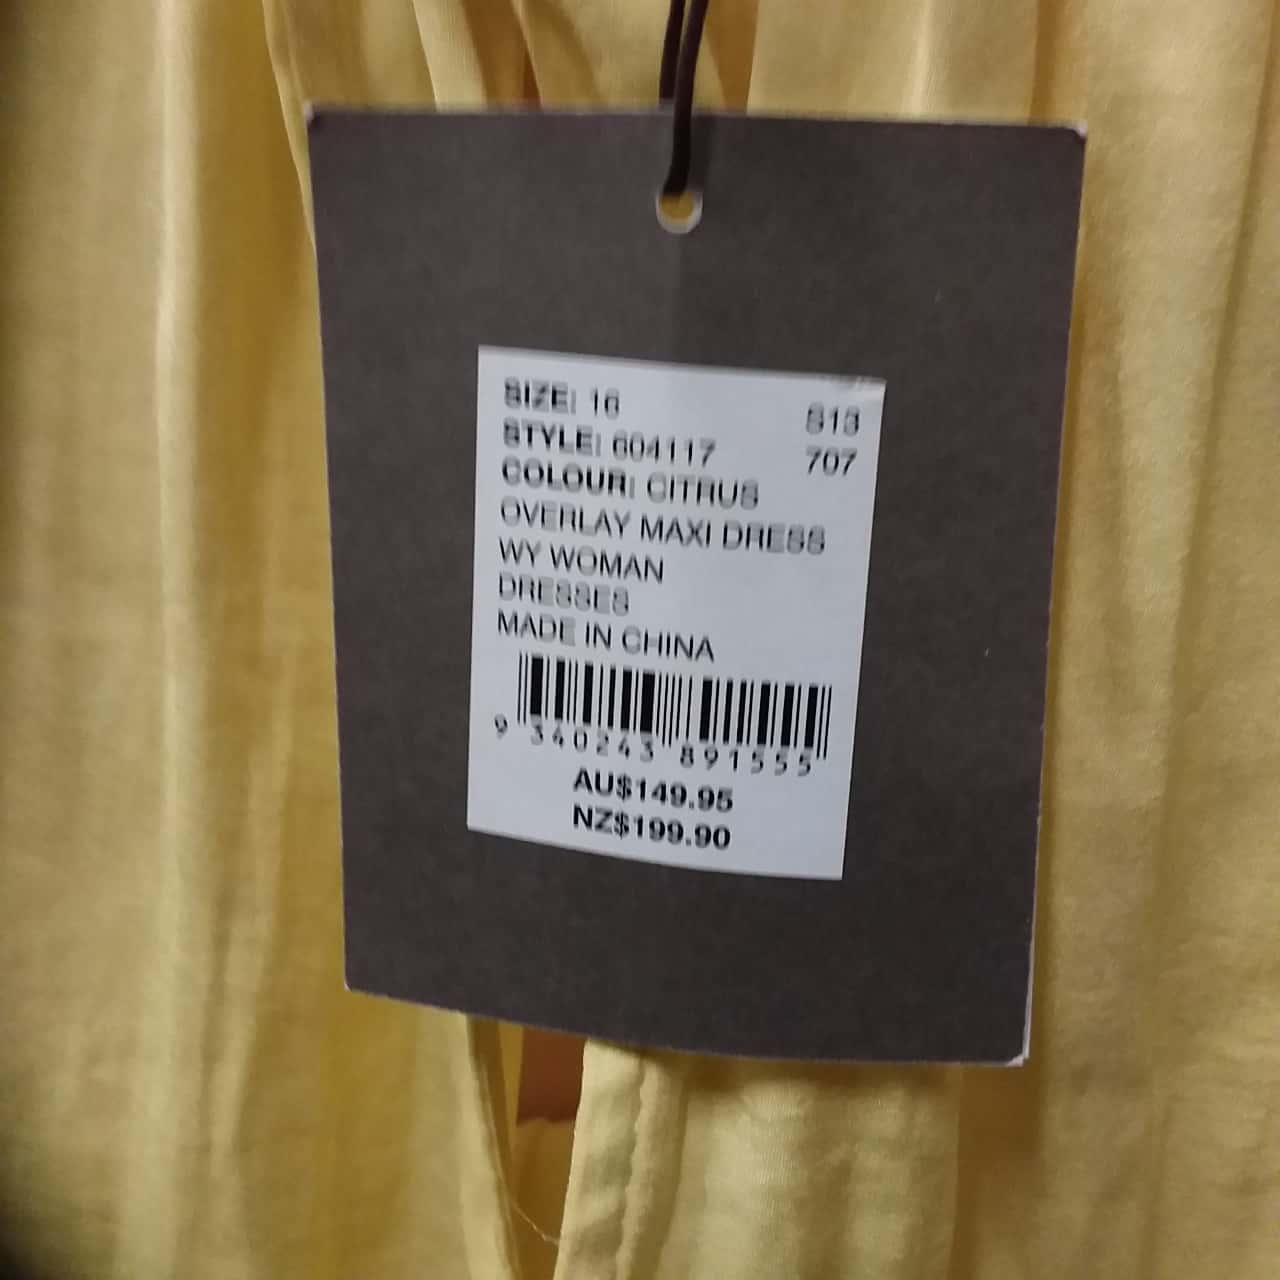 SIZE: 16
S13
STYLE: 604117
707
COLOUR: CITRUS
OVERLAY MAXI DRESS
WY WOMAN
DRESSES
MADE IN CHINA
9 340243 891555
AU$149.95
NZ$199.90